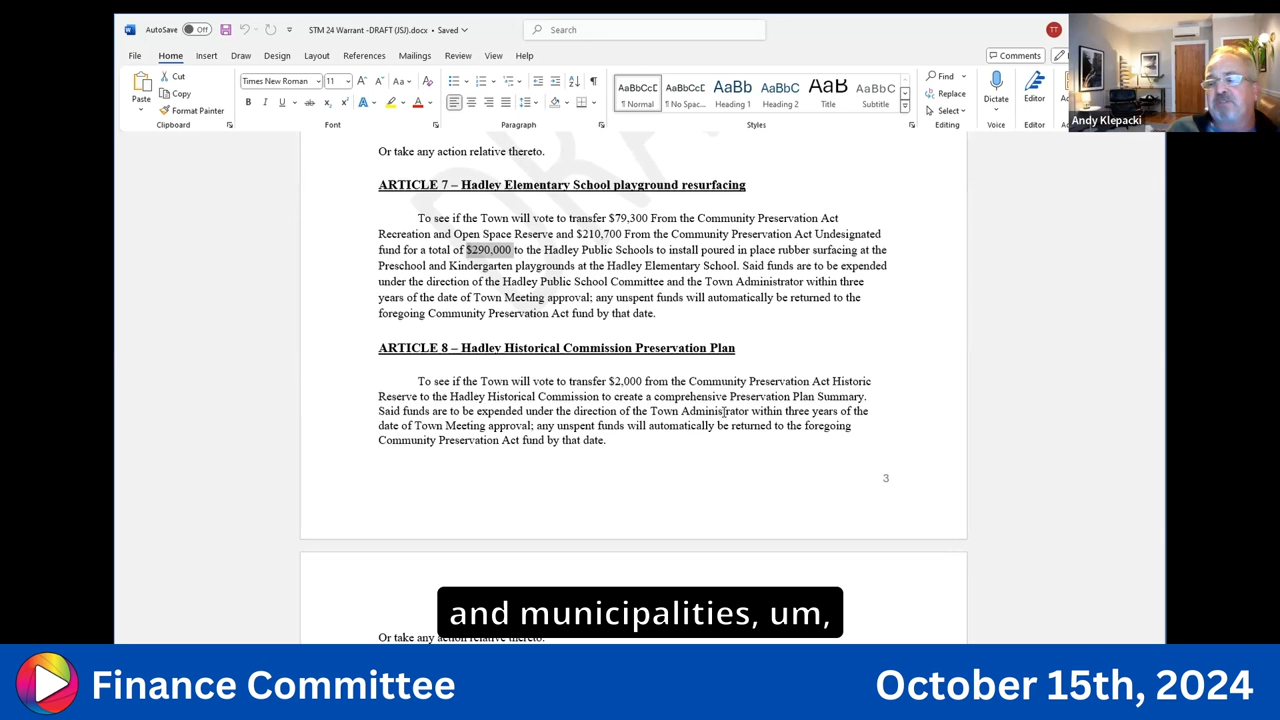 AutoSave Off STM 24 Warrant -DRAFT (JSJ).docx • Saved Search TT
File Home Insert Draw Design Layout References Mailings Review View Help Comments
Paste Cut Times New Roman 11 Aa AaBbCcD AaBbCcD AaBb AaBbC AaB AaBbC Find Dictate Editor
Copy Replace
Format Painter B I U ab x x A A ¶ Normal ¶ No Spac... Heading 1 Heading 2 Title Subtitle Select
Clipboard Font Paragraph Styles Editing Voice Editor
Andy Klepacki
DRA
Or take any action relative thereto.
ARTICLE 7 – Hadley Elementary School playground resurfacing
To see if the Town will vote to transfer $79,300 From the Community Preservation Act
Recreation and Open Space Reserve and $210,700 From the Community Preservation Act Undesignated
fund for a total of $290,000 to the Hadley Public Schools to install poured in place rubber surfacing at the
Preschool and Kindergarten playgrounds at the Hadley Elementary School. Said funds are to be expended
under the direction of the Hadley Public School Committee and the Town Administrator within three
years of the date of Town Meeting approval; any unspent funds will automatically be returned to the
foregoing Community Preservation Act fund by that date.
ARTICLE 8 – Hadley Historical Commission Preservation Plan
To see if the Town will vote to transfer $2,000 from the Community Preservation Act Historic
Reserve to the Hadley Historical Commission to create a comprehensive Preservation Plan Summary.
Said funds are to be expended under the direction of the Town Administrator within three years of the
date of Town Meeting approval; any unspent funds will automatically be returned to the foregoing
Community Preservation Act fund by that date.
3
Or take any action relative thereto.
and municipalities, um,
Finance Committee October 15th, 2024